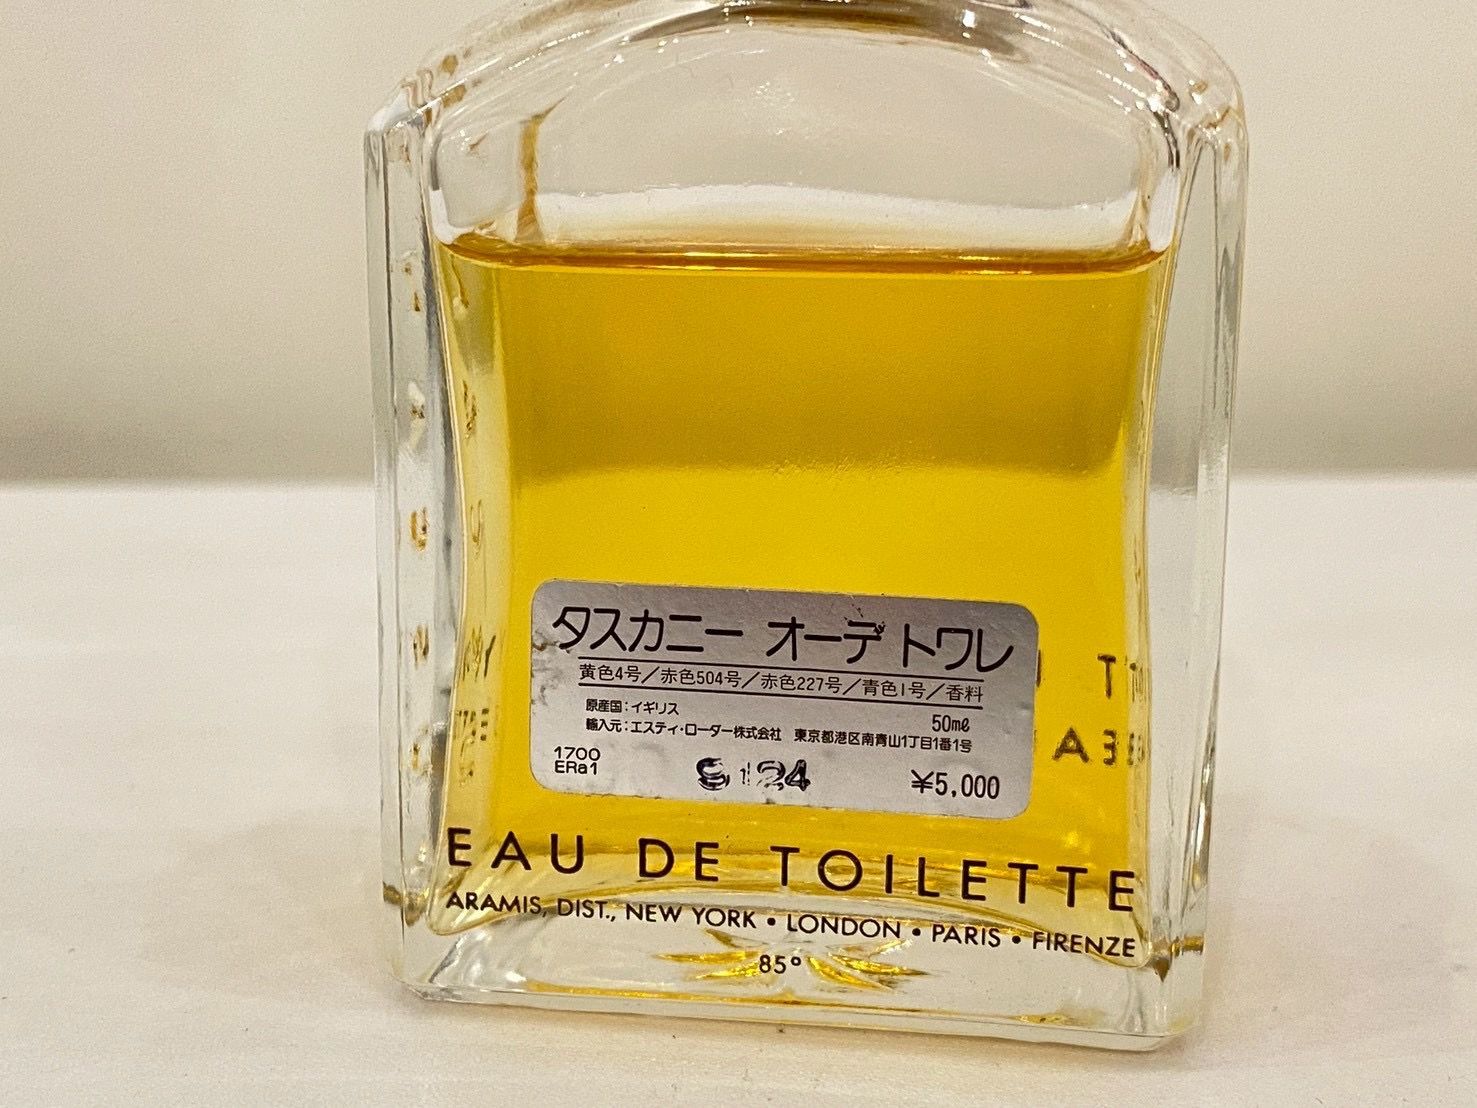 タスカニー オーデ トワレ
黄色4号/赤色504号/赤色227号/青色1号/香料
原産国:イギリス 50mℓ
輸入元:エスティ・ローダー株式会社 東京都港区南青山1丁目1番1号
1700
ERa1
24 ¥5,000
EAU DE TOILETTE
ARAMIS, DIST., NEW YORK • LONDON • PARIS • FIRENZE
85°